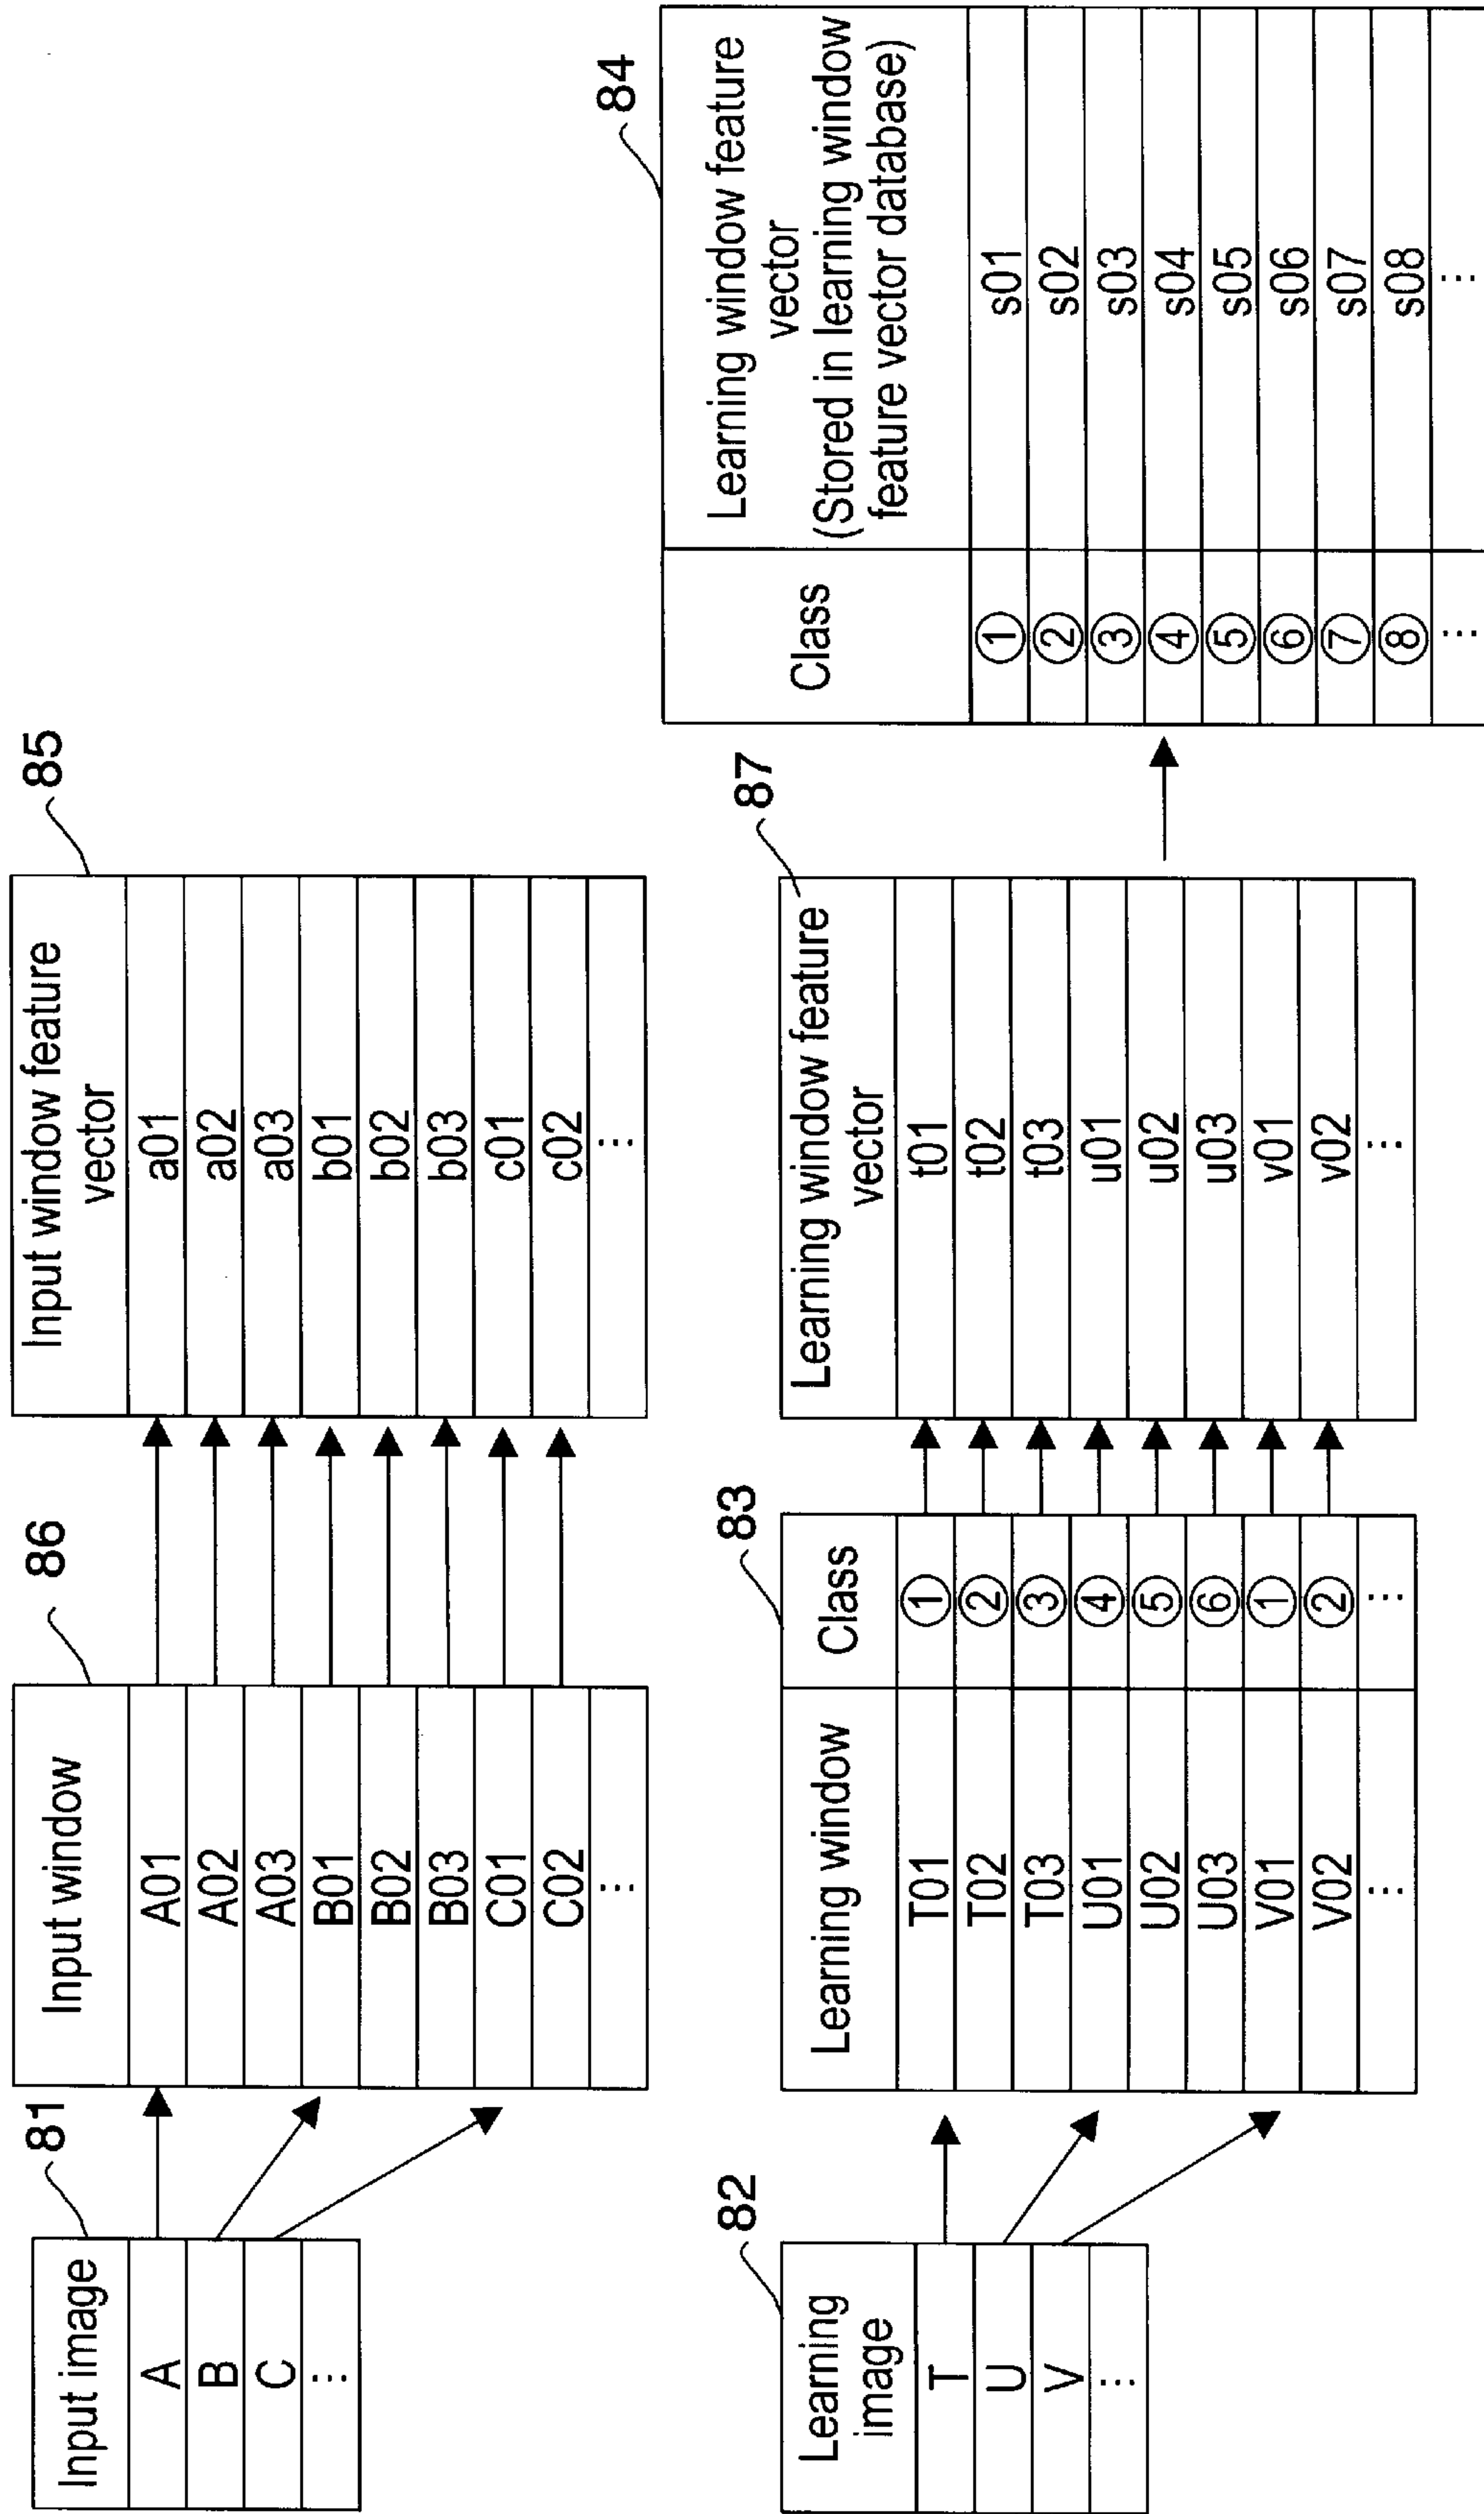 81
Input image
A
B
C
⋮
86
Input window
A01
A02
A03
B01
B02
B03
C01
C02
⋮
85
Input window feature
vector
a01
a02
a03
b01
b02
b03
c01
c02
⋮
82
Learning
image
T
U
V
⋮
83
Learning window Class
T01 ①
T02 ②
T03 ③
U01 ④
U02 ⑤
U03 ⑥
V01 ①
V02 ②
⋮ ⋮
87
Learning window feature
vector
t01
t02
t03
u01
u02
u03
v01
v02
⋮
84
Class
Learning window feature
vector
(Stored in learning window
feature vector database)
① s01
② s02
③ s03
④ s04
⑤ s05
⑥ s06
⑦ s07
⑧ s08
⋮ ⋮